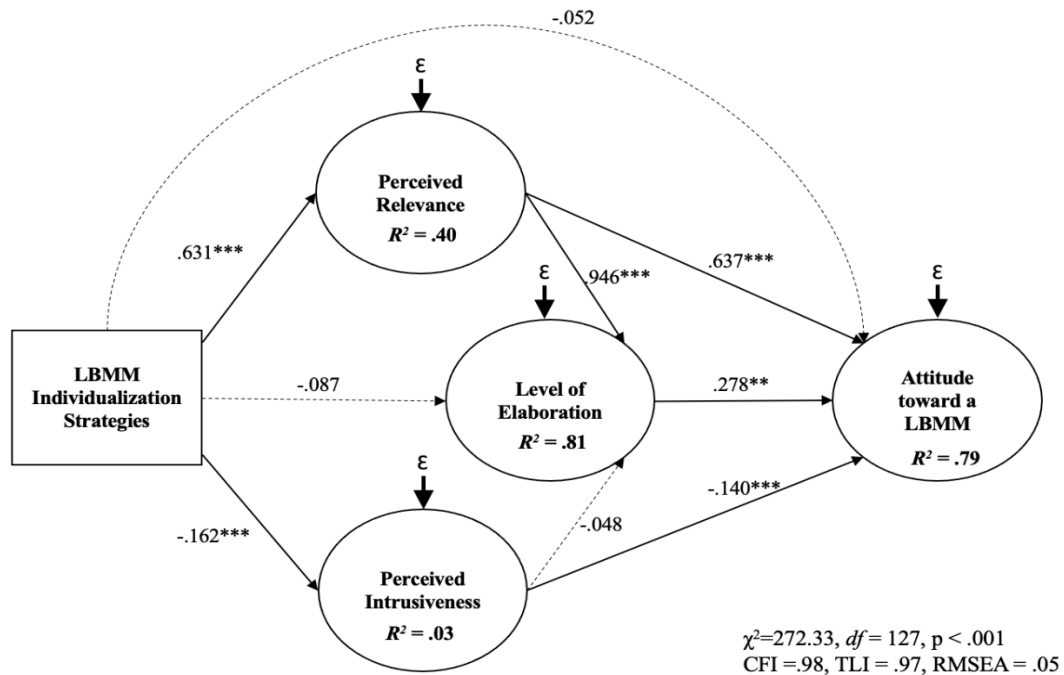 -.052
ε
Perceived
Relevance
R² = .40
.631***
.946***
.637***
ε
ε
LBMM
Individualization
Strategies
-.087
Level of
Elaboration
R² = .81
.278**
Attitude
toward a
LBMM
R² = .79
ε
-.162***
-.048
-.140***
Perceived
Intrusiveness
R² = .03
χ²=272.33, df = 127, p < .001
CFI =.98, TLI = .97, RMSEA = .05